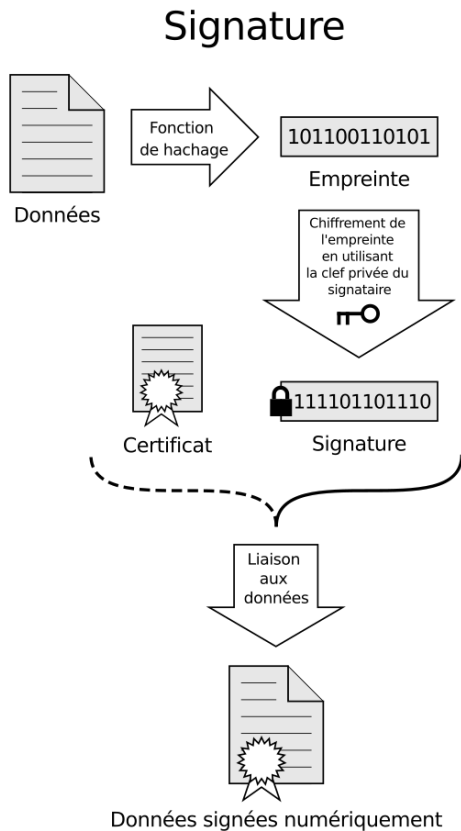 Signature
Fonction
de hachage
101100110101
Empreinte
Données
Chiffrement de
l'empreinte
en utilisant
la clef privée du
signataire
111101101110
Certificat
Signature
Liaison
aux
données
Données signées numériquement